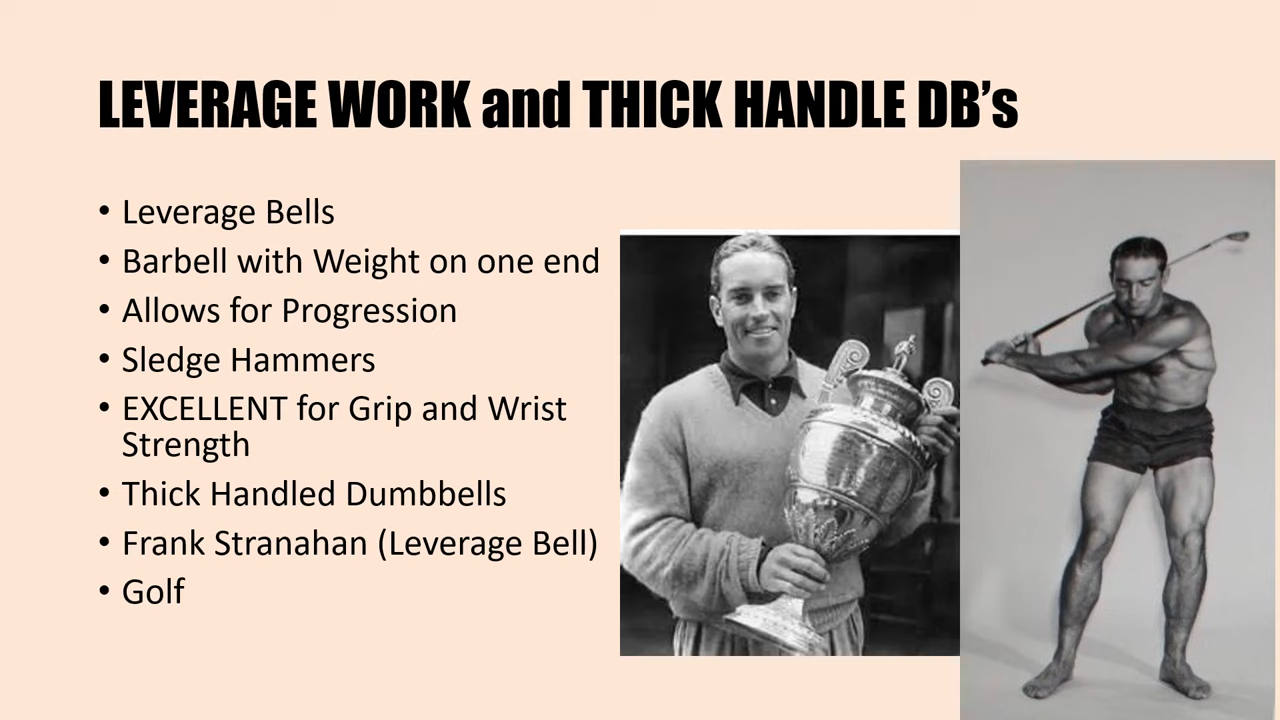 LEVERAGE WORK and THICK HANDLE DB’s
• Leverage Bells
• Barbell with Weight on one end
• Allows for Progression
• Sledge Hammers
• EXCELLENT for Grip and Wrist
Strength
• Thick Handled Dumbbells
• Frank Stranahan (Leverage Bell)
• Golf